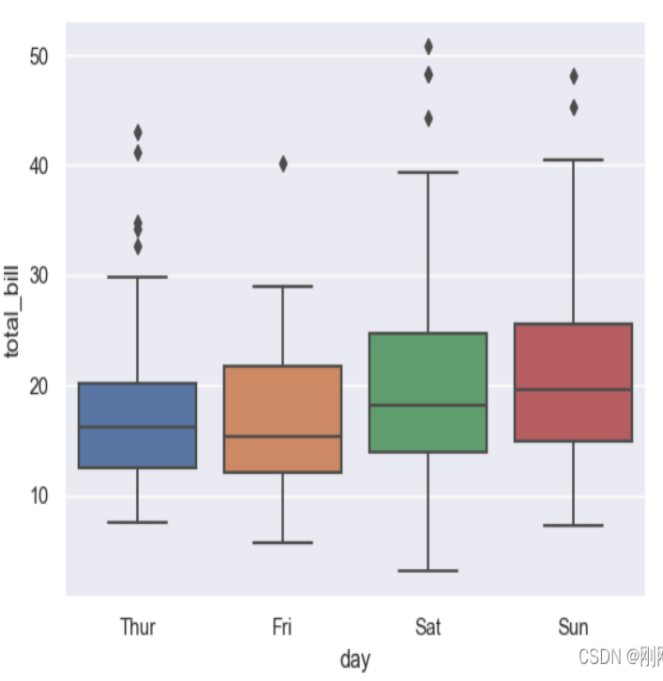 50
40
30
20
10
total_bill
Thur Fri Sat Sun
day
CSDN @刚